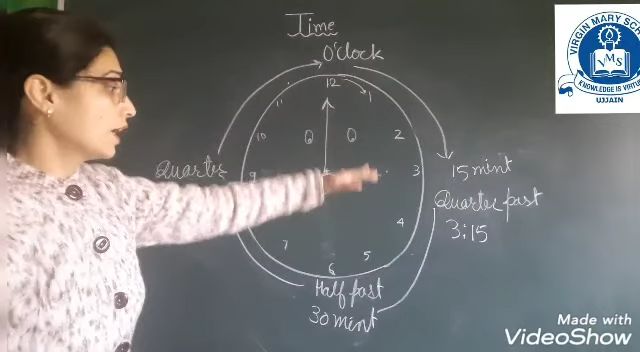 Time
O'clock
12
11
1
10
Q
Q
2
9
3
4
7
5
6
Quarter
15 mint
Quarter past
3:15
Half past
30 mint
VIRGIN MARY SCH
VMS
KNOWLEDGE IS VIRTUE
UJJAIN
Made with
VideoShow